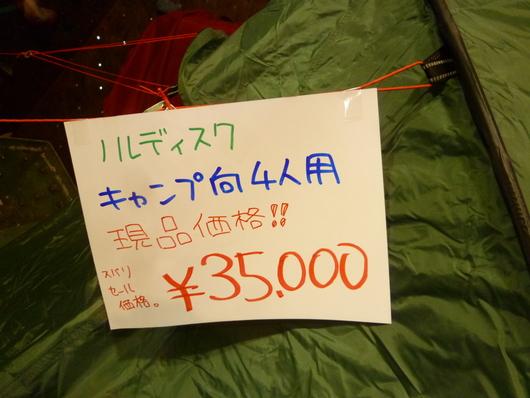 ノルディスク
キャンプ向4人用
現品価格!!
ズバリ
セール
価格。
¥35.000